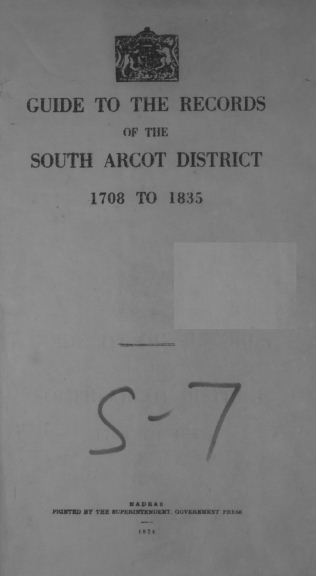 GUIDE TO THE RECORDS
OF THE
SOUTH ARCOT DISTRICT
1708 TO 1835
S-7
MADRAS
PRINTED BY THE SUPERINTENDENT, GOVERNMENT PRESS